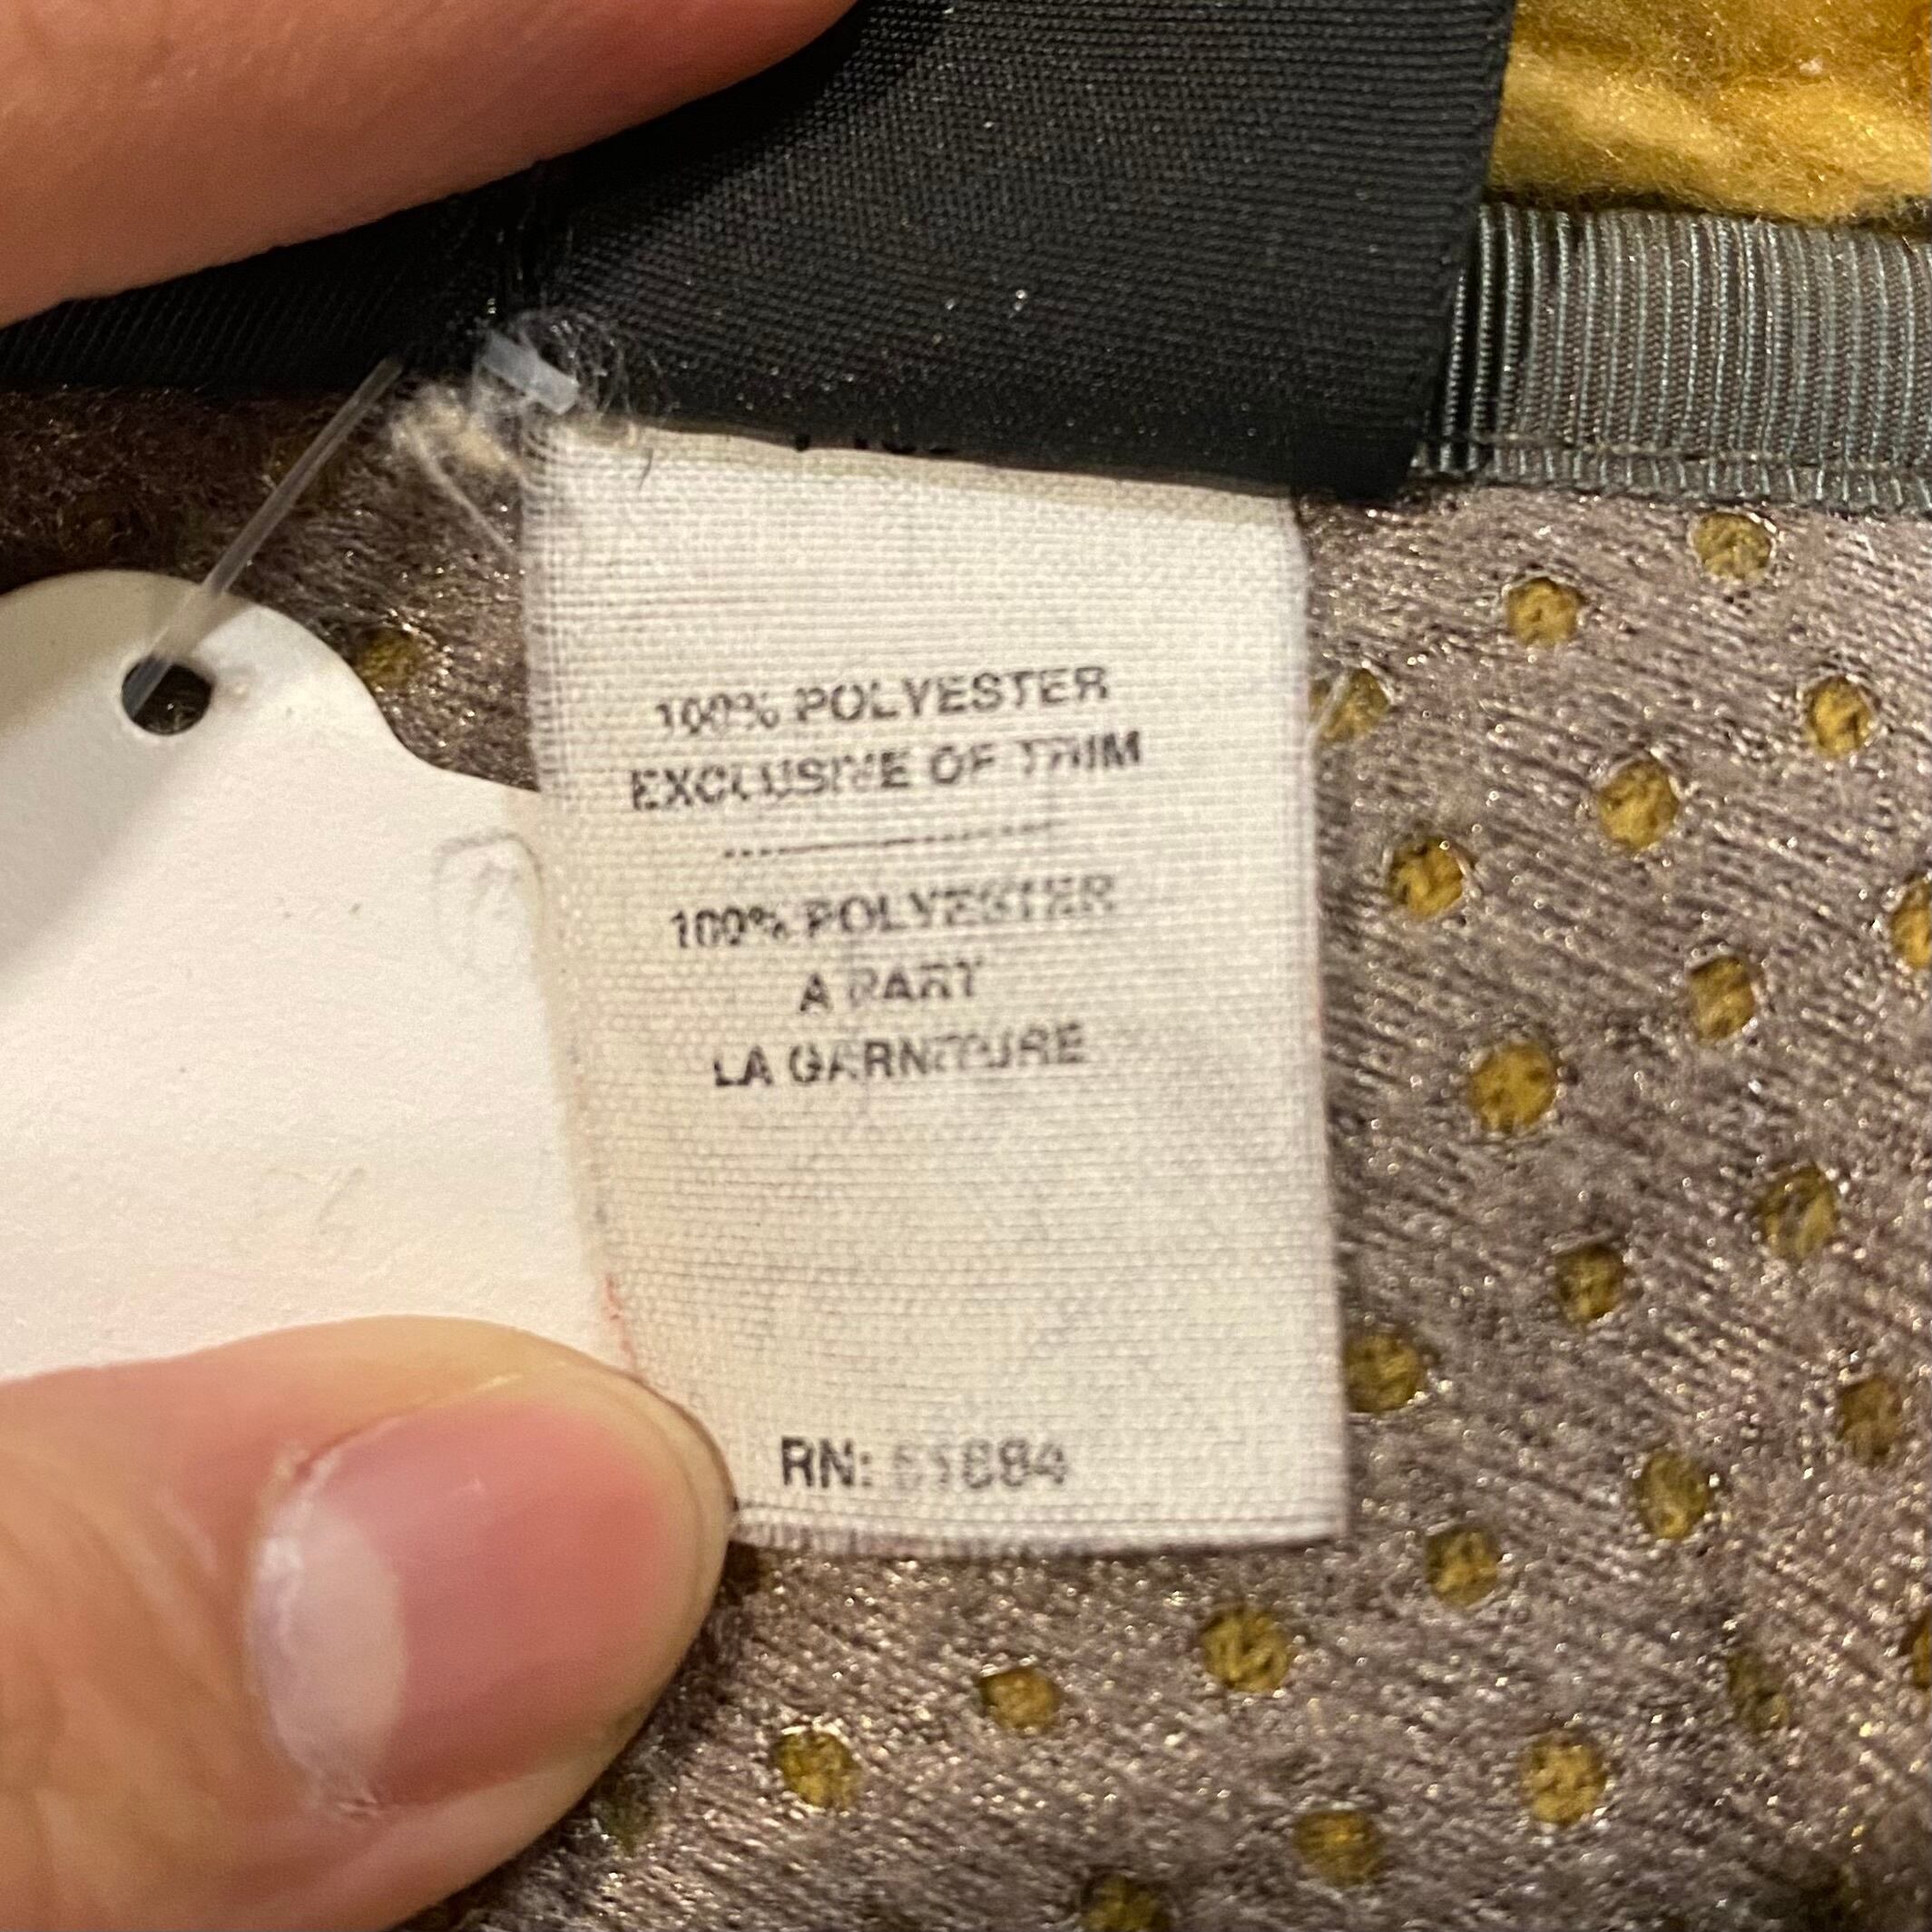 100% POLYESTER
EXCLUSIVE OF TRIM
----------
100% POLYESTER
A PART
LA GARNITURE
RN: